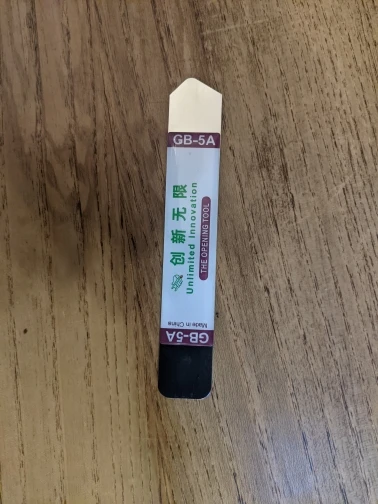 GB-5A
创新无限
Unlimited Innovation
THE OPENING TOOL
Made in China
GB-5A